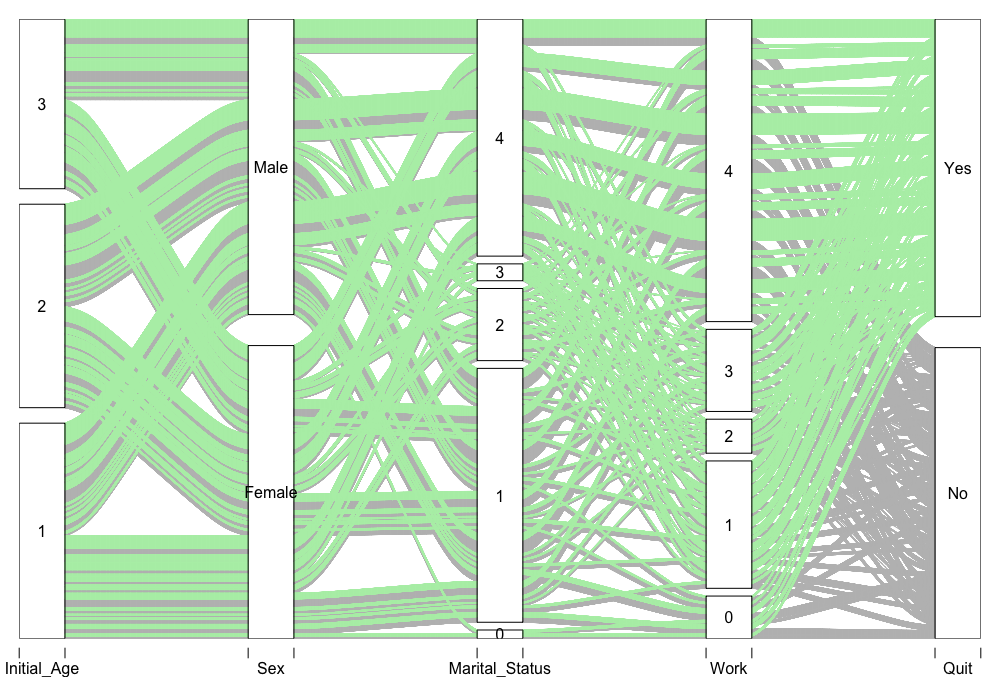 3
2
1
Male
Female
4
3
2
1
0
4
3
2
1
0
Yes
No
Initial_Age
Sex
Marital_Status
Work
Quit